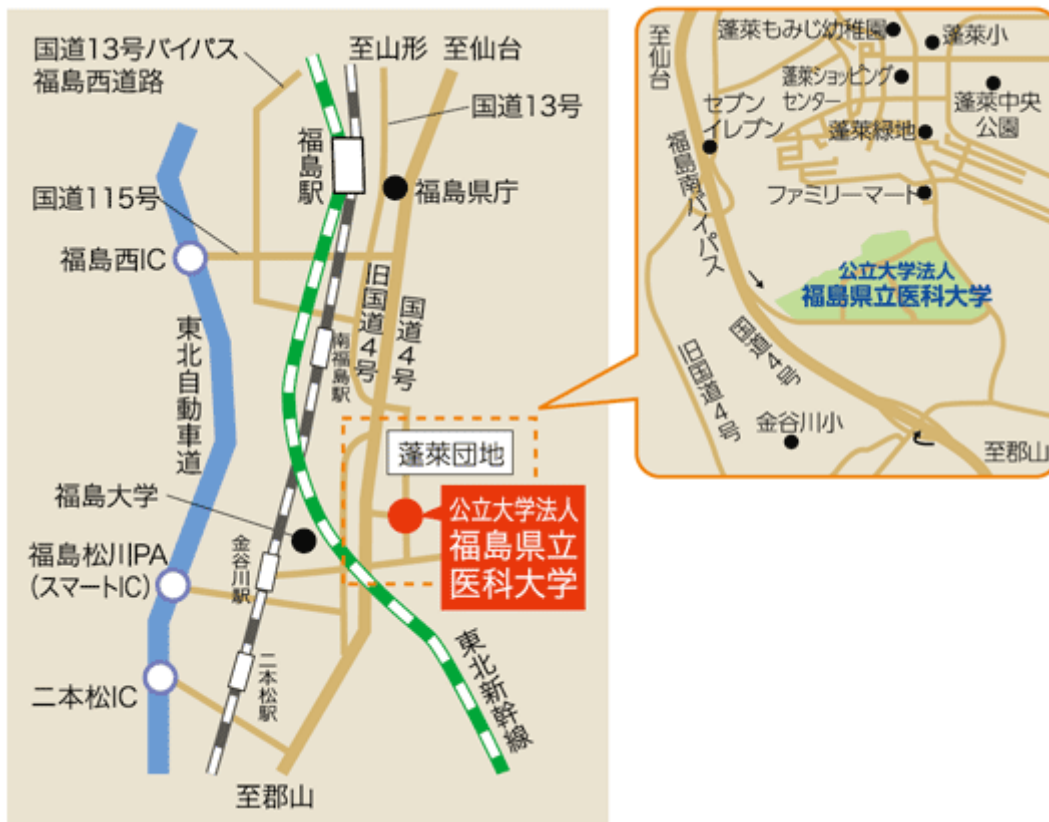 国道13号バイパス
福島西道路
至山形
至仙台
国道13号
福島駅
福島県庁
国道115号
福島西IC
旧国道4号
国道4号
南福島駅
東北自動車道
蓬萊団地
福島大学
公立大学法人
福島県立
医科大学
福島松川PA
(スマートIC)
金谷川駅
二本松駅
二本松IC
東北新幹線
至郡山
至仙台
蓬萊もみじ幼稚園
蓬萊小
蓬萊ショッピング
センター
蓬萊中央
公園
セブン
イレブン
蓬萊緑地
福島南バイパス
ファミリーマート
公立大学法人
福島県立医科大学
国道4号
旧国道4号
金谷川小
至郡山